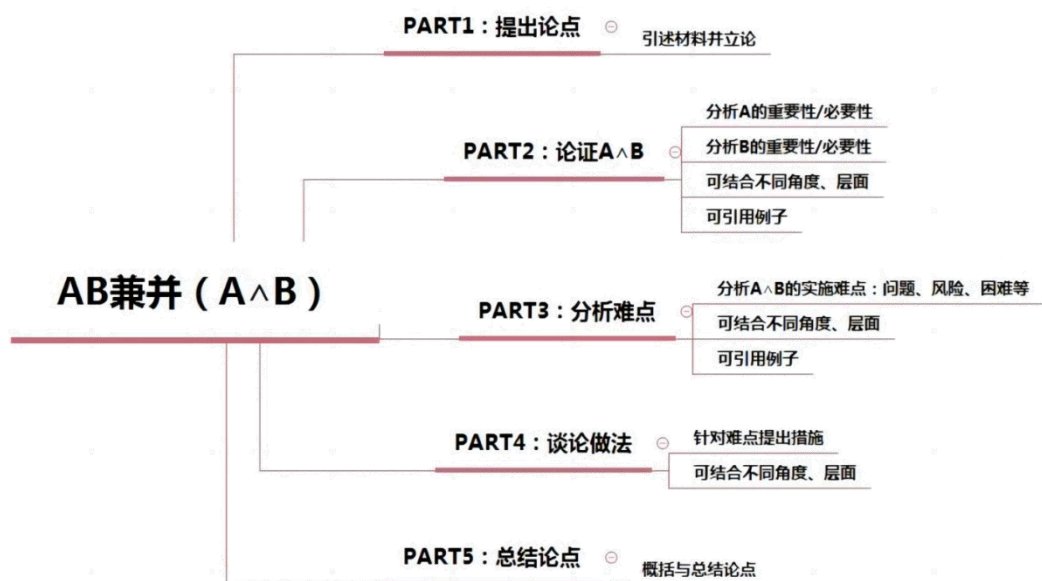 PART1：提出论点
引述材料并立论
分析A的重要性/必要性
PART2：论证A∧B
分析B的重要性/必要性
可结合不同角度、层面
可引用例子
AB兼并（A∧B）
分析A∧B的实施难点：问题、风险、困难等
PART3：分析难点
可结合不同角度、层面
可引用例子
PART4：谈论做法
针对难点提出措施
可结合不同角度、层面
PART5：总结论点
概括与总结论点